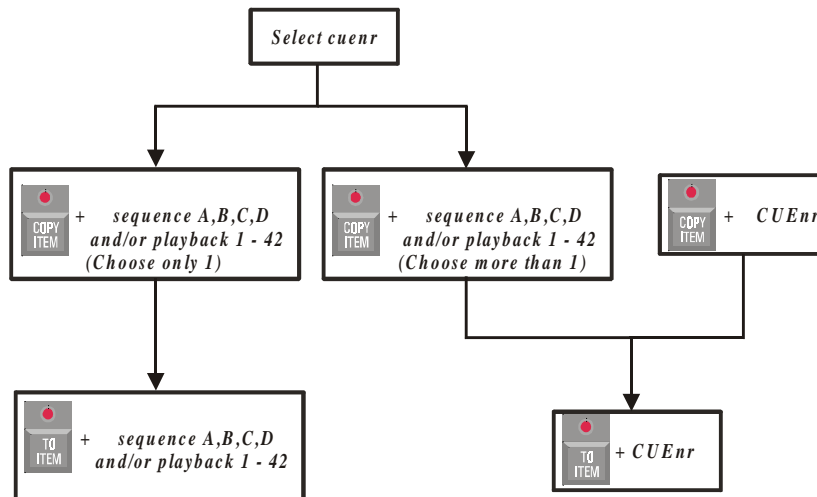 Select cuenr
COPY
ITEM
+ sequence A,B,C,D
and/or playback 1 - 42
(Choose only 1)
COPY
ITEM
+ sequence A,B,C,D
and/or playback 1 - 42
(Choose more than 1)
COPY
ITEM
+ CUEnr
TO
ITEM
+ sequence A,B,C,D
and/or playback 1 - 42
TO
ITEM
+ CUEnr